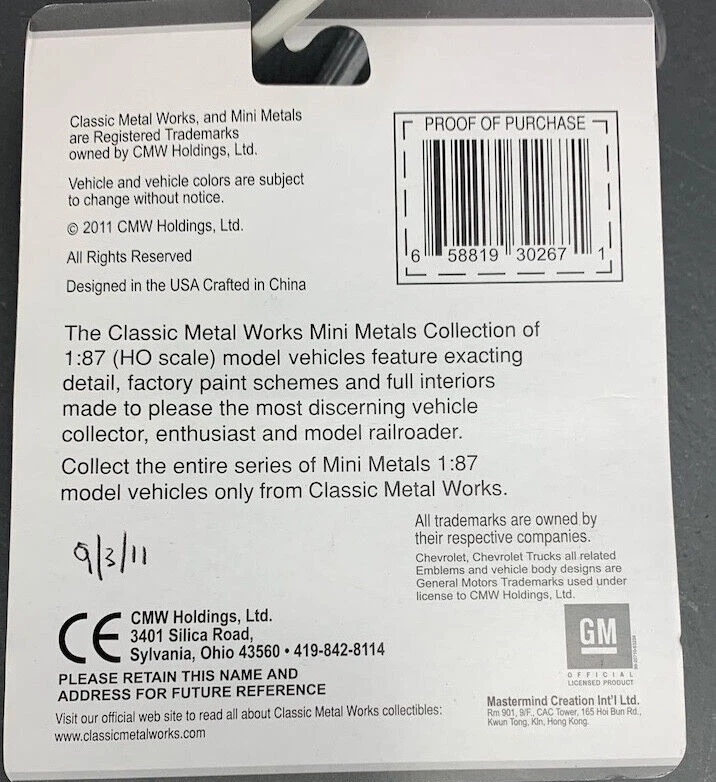 Classic Metal Works, and Mini Metals
are Registered Trademarks
owned by CMW Holdings, Ltd.
Vehicle and vehicle colors are subject
to change without notice.
© 2011 CMW Holdings, Ltd.
All Rights Reserved
Designed in the USA Crafted in China
PROOF OF PURCHASE
6 58819 30267 1
The Classic Metal Works Mini Metals Collection of
1:87 (HO scale) model vehicles feature exacting
detail, factory paint schemes and full interiors
made to please the most discerning vehicle
collector, enthusiast and model railroader.
Collect the entire series of Mini Metals 1:87
model vehicles only from Classic Metal Works.
9/3/11
All trademarks are owned by
their respective companies.
Chevrolet, Chevrolet Trucks all related
Emblems and vehicle body designs are
General Motors Trademarks used under
license to CMW Holdings, Ltd.
CE
CMW Holdings, Ltd.
3401 Silica Road,
Sylvania, Ohio 43560 • 419-842-8114
PLEASE RETAIN THIS NAME AND
ADDRESS FOR FUTURE REFERENCE
Visit our official web site to read all about Classic Metal Works collectibles:
www.classicmetalworks.com
GM
OFFICIAL
LICENSED PRODUCT
Mastermind Creation Int'l Ltd.
Rm 901, 9/F., CAC Tower, 165 Hoi Bun Rd.,
Kwun Tong, Kln, Hong Kong.